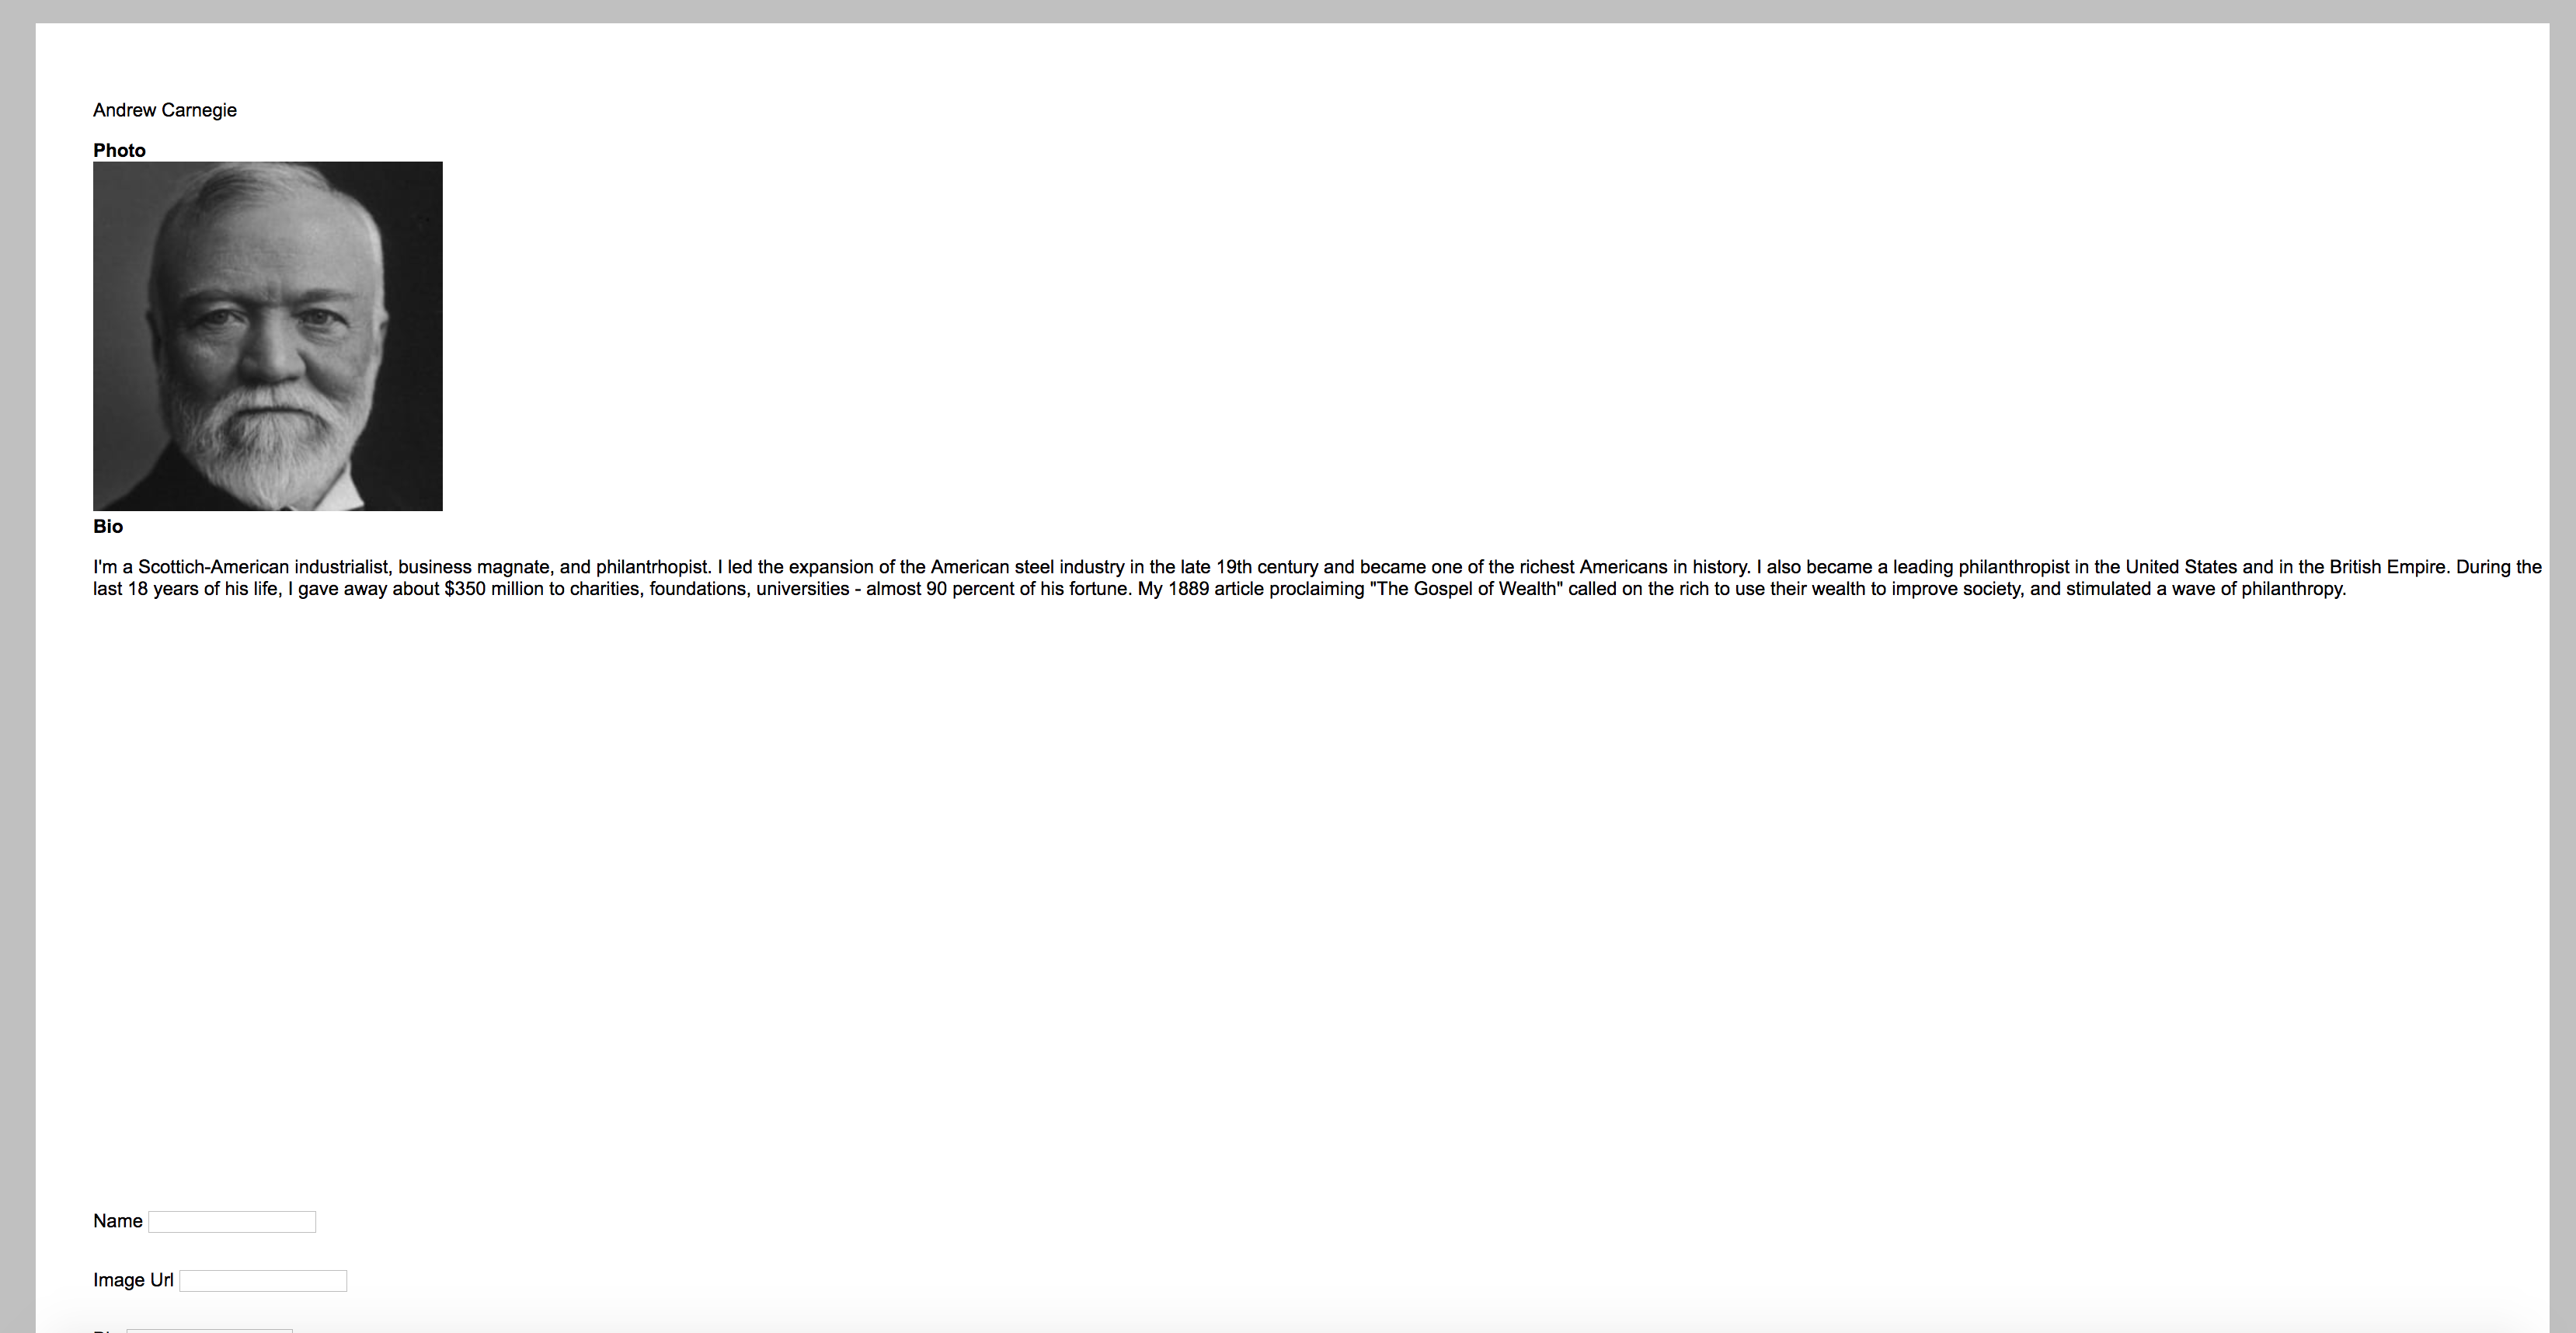 Andrew Carnegie
Photo
Bio
I'm a Scottich-American industrialist, business magnate, and philantrhopist. I led the expansion of the American steel industry in the late 19th century and became one of the richest Americans in history. I also became a leading philanthropist in the United States and in the British Empire. During the
last 18 years of his life, I gave away about $350 million to charities, foundations, universities - almost 90 percent of his fortune. My 1889 article proclaiming "The Gospel of Wealth" called on the rich to use their wealth to improve society, and stimulated a wave of philanthropy.
Name
Image Url